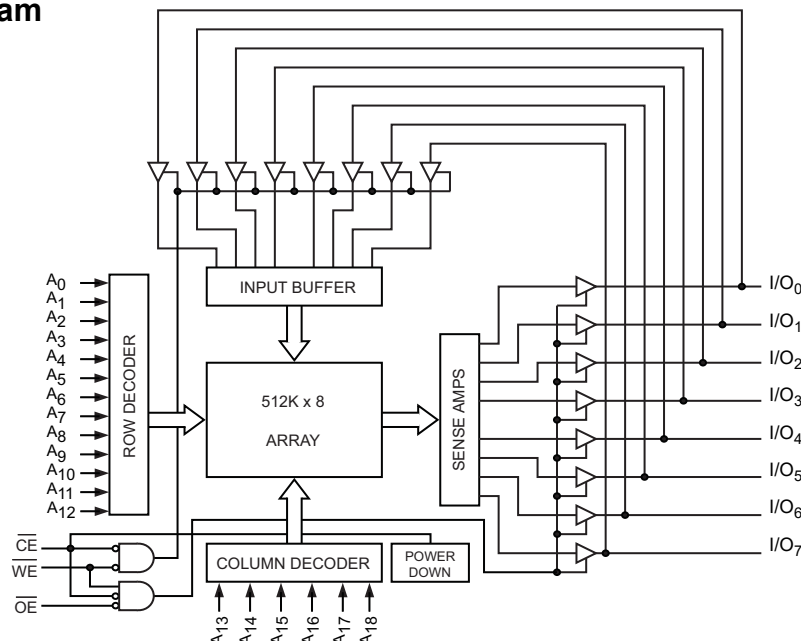 am
INPUT BUFFER
A0
A1
A2
A3
A4
A5
A6
A7
A8
A9
A10
A11
A12
ROW DECODER
512K x 8
ARRAY
SENSE AMPS
I/O0
I/O1
I/O2
I/O3
I/O4
I/O5
I/O6
I/O7
CE
WE
OE
COLUMN DECODER
POWER
DOWN
A13
A14
A15
A16
A17
A18